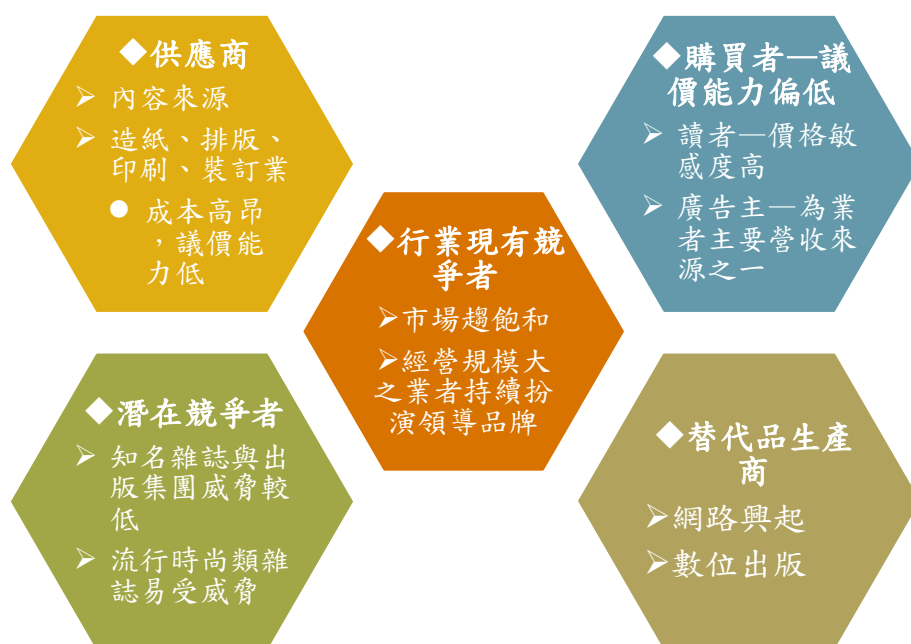 ◆供應商
➢ 內容來源
➢ 造紙、排版、
印刷、裝訂業
● 成本高昂
，議價能
力低
◆購買者—議
價能力偏低
➢ 讀者—價格敏
感度高
➢ 廣告主—為業
者主要營收來
源之一
◆行業現有競
爭者
➢市場趨飽和
➢經營規模大
之業者持續扮
演領導品牌
◆潛在競爭者
➢ 知名雜誌與出
版集團威脅較
低
➢ 流行時尚類雜
誌易受威脅
◆替代品生產
商
➢網路興起
➢數位出版